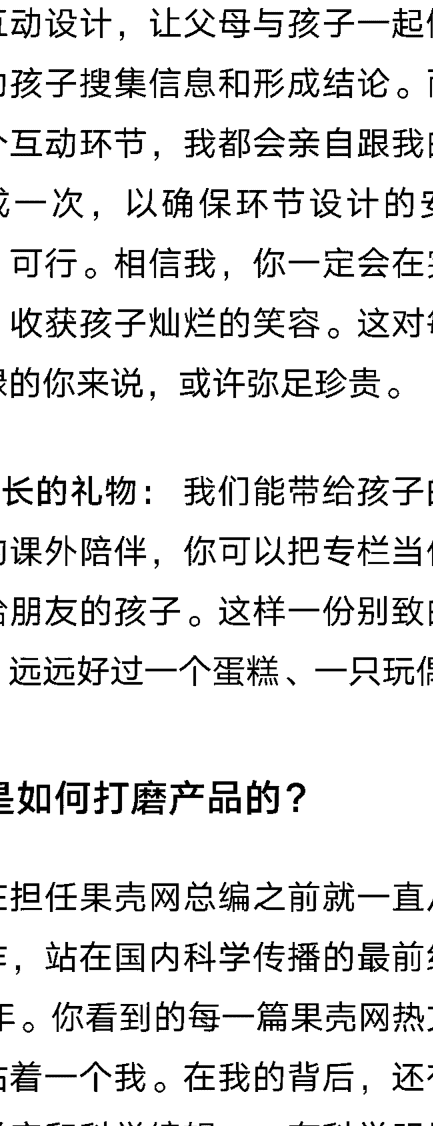 互动设计，让父母与孩子一起
孩子搜集信息和形成结论。
互动环节，我都会亲自跟我
成一次，以确保环节设计的
可行。相信我，你一定会在
收获孩子灿烂的笑容。这对
的你来说，或许弥足珍贵。
长的礼物： 我们能带给孩子
课外陪伴，你可以把专栏当
给朋友的孩子。这样一份别致
，远远好过一个蛋糕、一只玩偶
是如何打磨产品的？
担任果壳网总编之前就一直
，站在国内科学传播的最前
年。你看到的每一篇果壳网热
站着一个我。在我的背后，还